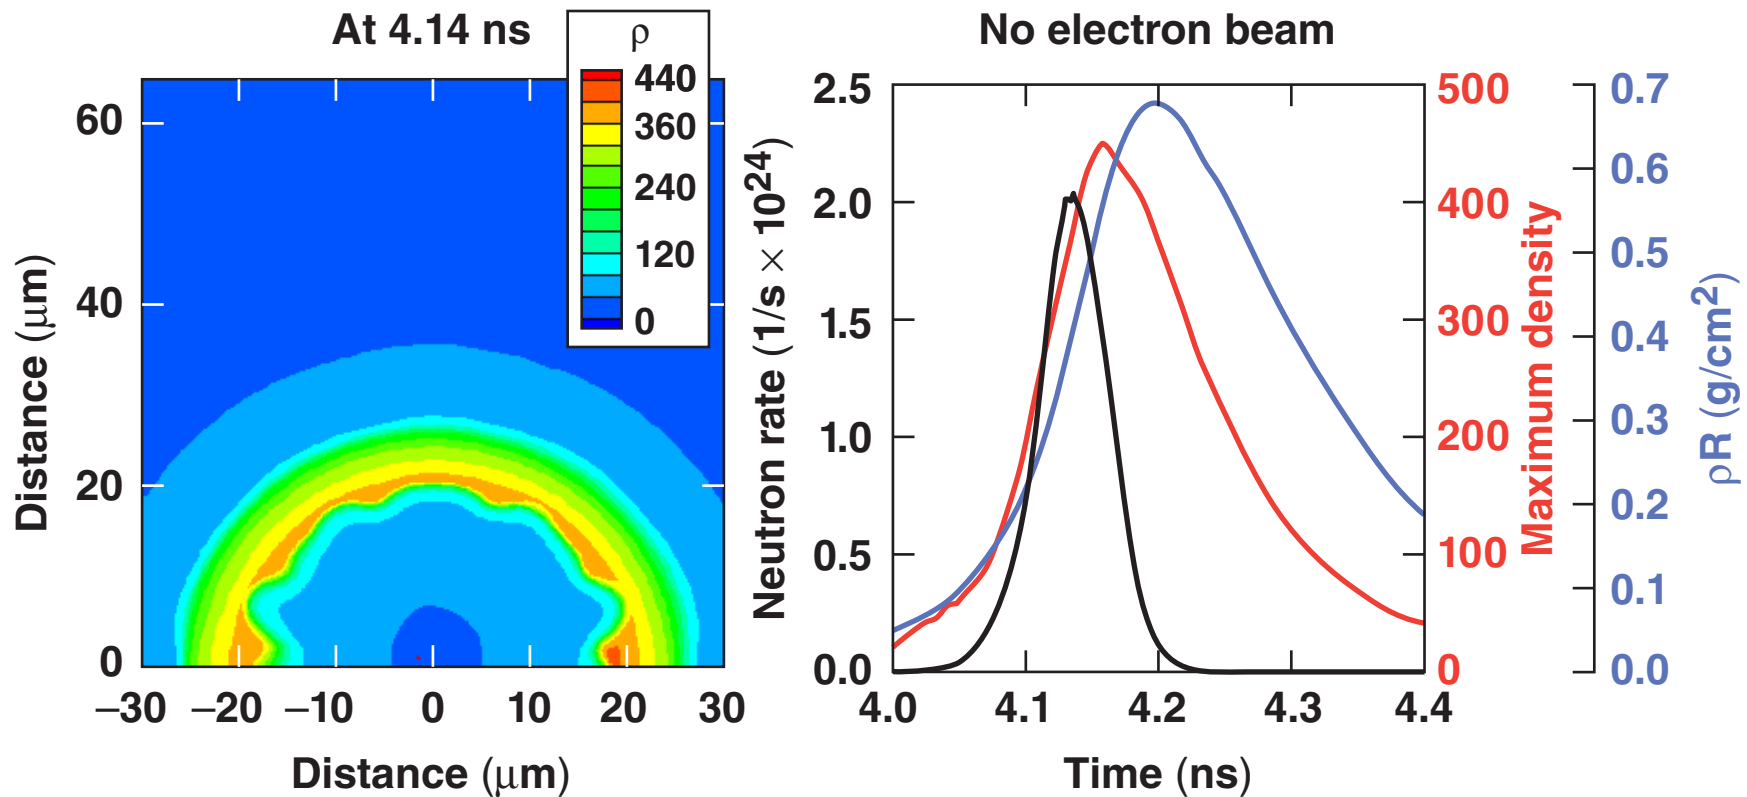 At 4.14 ns
ρ
440
360
240
120
0
60
40
20
0
Distance (μm)
–30 –20 –10 0 10 20 30
Distance (μm)
No electron beam
2.5
2.0
1.5
1.0
0.5
0.0
Neutron rate (1/s × 10²⁴)
500
400
300
200
100
0
Maximum density
0.7
0.6
0.5
0.4
0.3
0.2
0.1
0.0
ρR (g/cm²)
4.0 4.1 4.2 4.3 4.4
Time (ns)